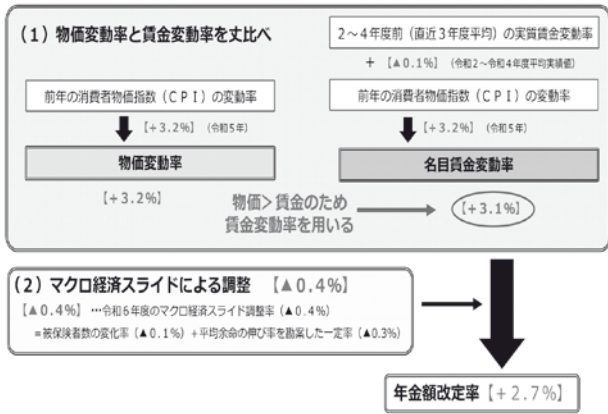 (1)物価変動率と賃金変動率を丈比べ
2~4年度前(直近3年度平均)の実質賃金変動率
+ 【▲0.1%】 (令和2~令和4年度平均実績値)
前年の消費者物価指数(CPI)の変動率
前年の消費者物価指数(CPI)の変動率
【+3.2%】 (令和5年)
【+3.2%】 (令和5年)
物価変動率
名目賃金変動率
【+3.2%】
物価>賃金のため
賃金変動率を用いる
【+3.1%】
(2)マクロ経済スライドによる調整 【▲0.4%】
【▲0.4%】 …令和6年度のマクロ経済スライド調整率(▲0.4%)
=被保険者数の変化率(▲0.1%)+平均余命の伸び率を勘案した一定率(▲0.3%)
年金額改定率【+2.7%】